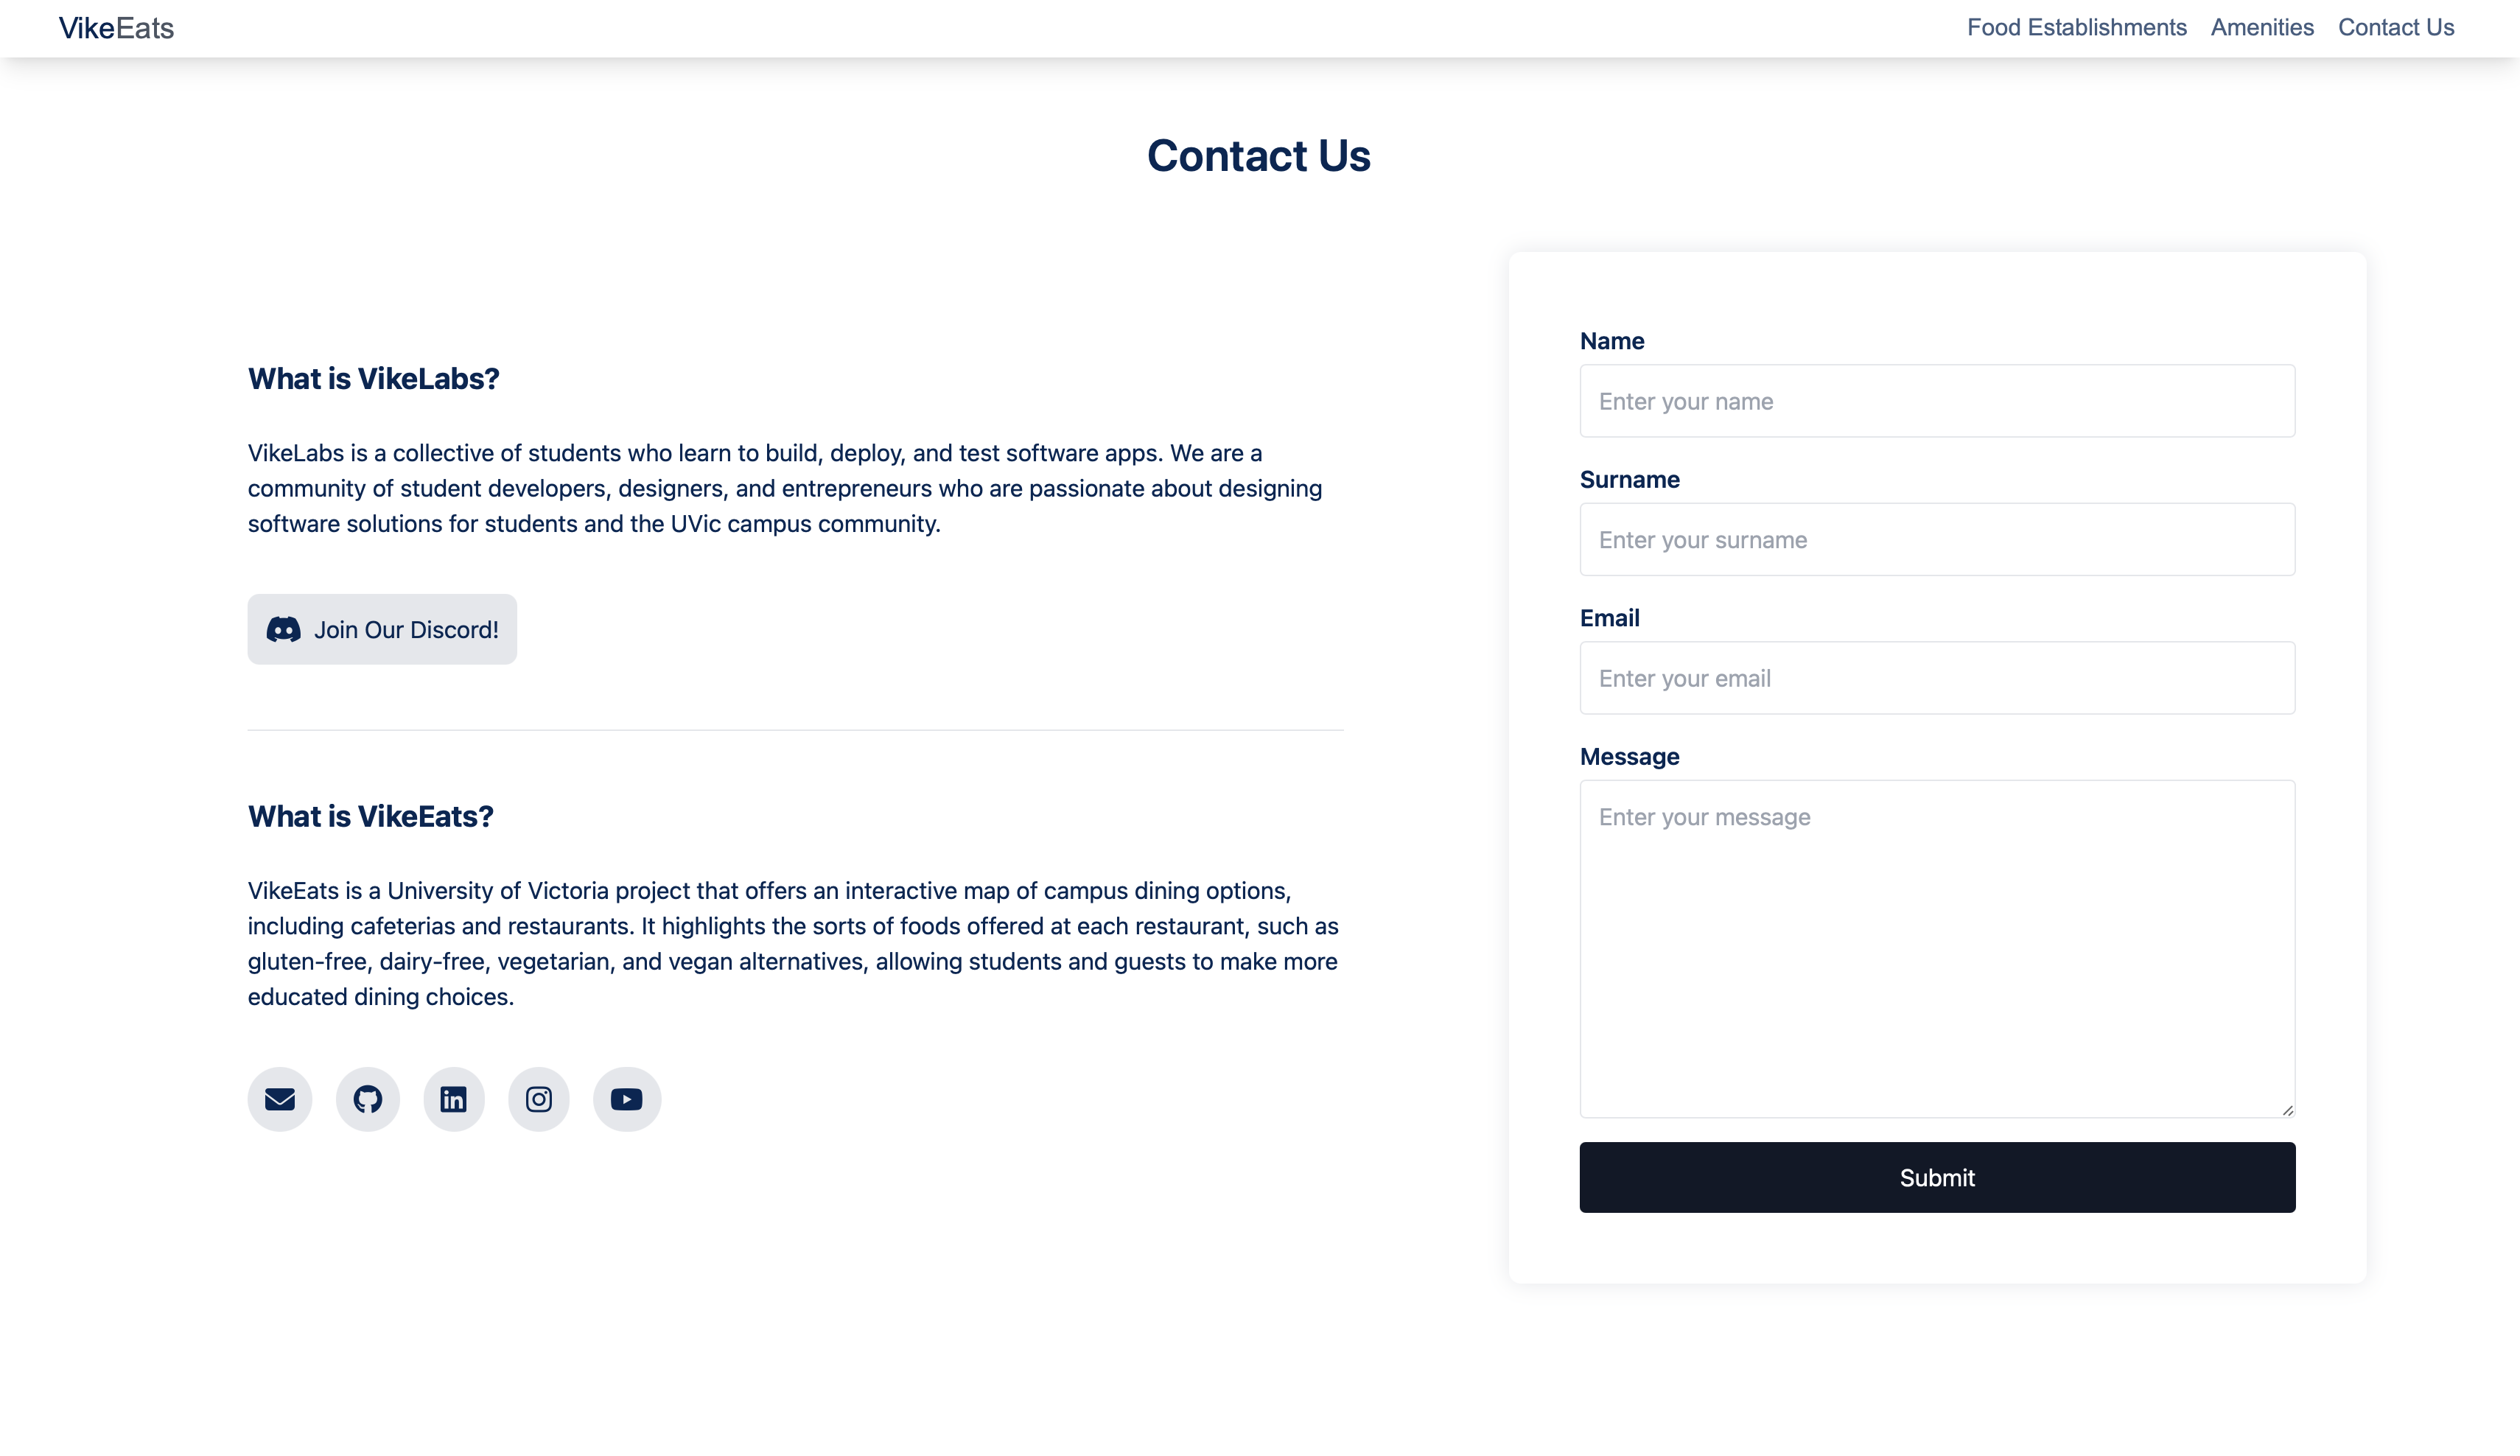 VikeEats
Food Establishments Amenities Contact Us
Contact Us
What is VikeLabs?
VikeLabs is a collective of students who learn to build, deploy, and test software apps. We are a
community of student developers, designers, and entrepreneurs who are passionate about designing
software solutions for students and the UVic campus community.
Join Our Discord!
What is VikeEats?
VikeEats is a University of Victoria project that offers an interactive map of campus dining options,
including cafeterias and restaurants. It highlights the sorts of foods offered at each restaurant, such as
gluten-free, dairy-free, vegetarian, and vegan alternatives, allowing students and guests to make more
educated dining choices.
in
Name
Enter your name
Surname
Enter your surname
Email
Enter your email
Message
Enter your message
Submit